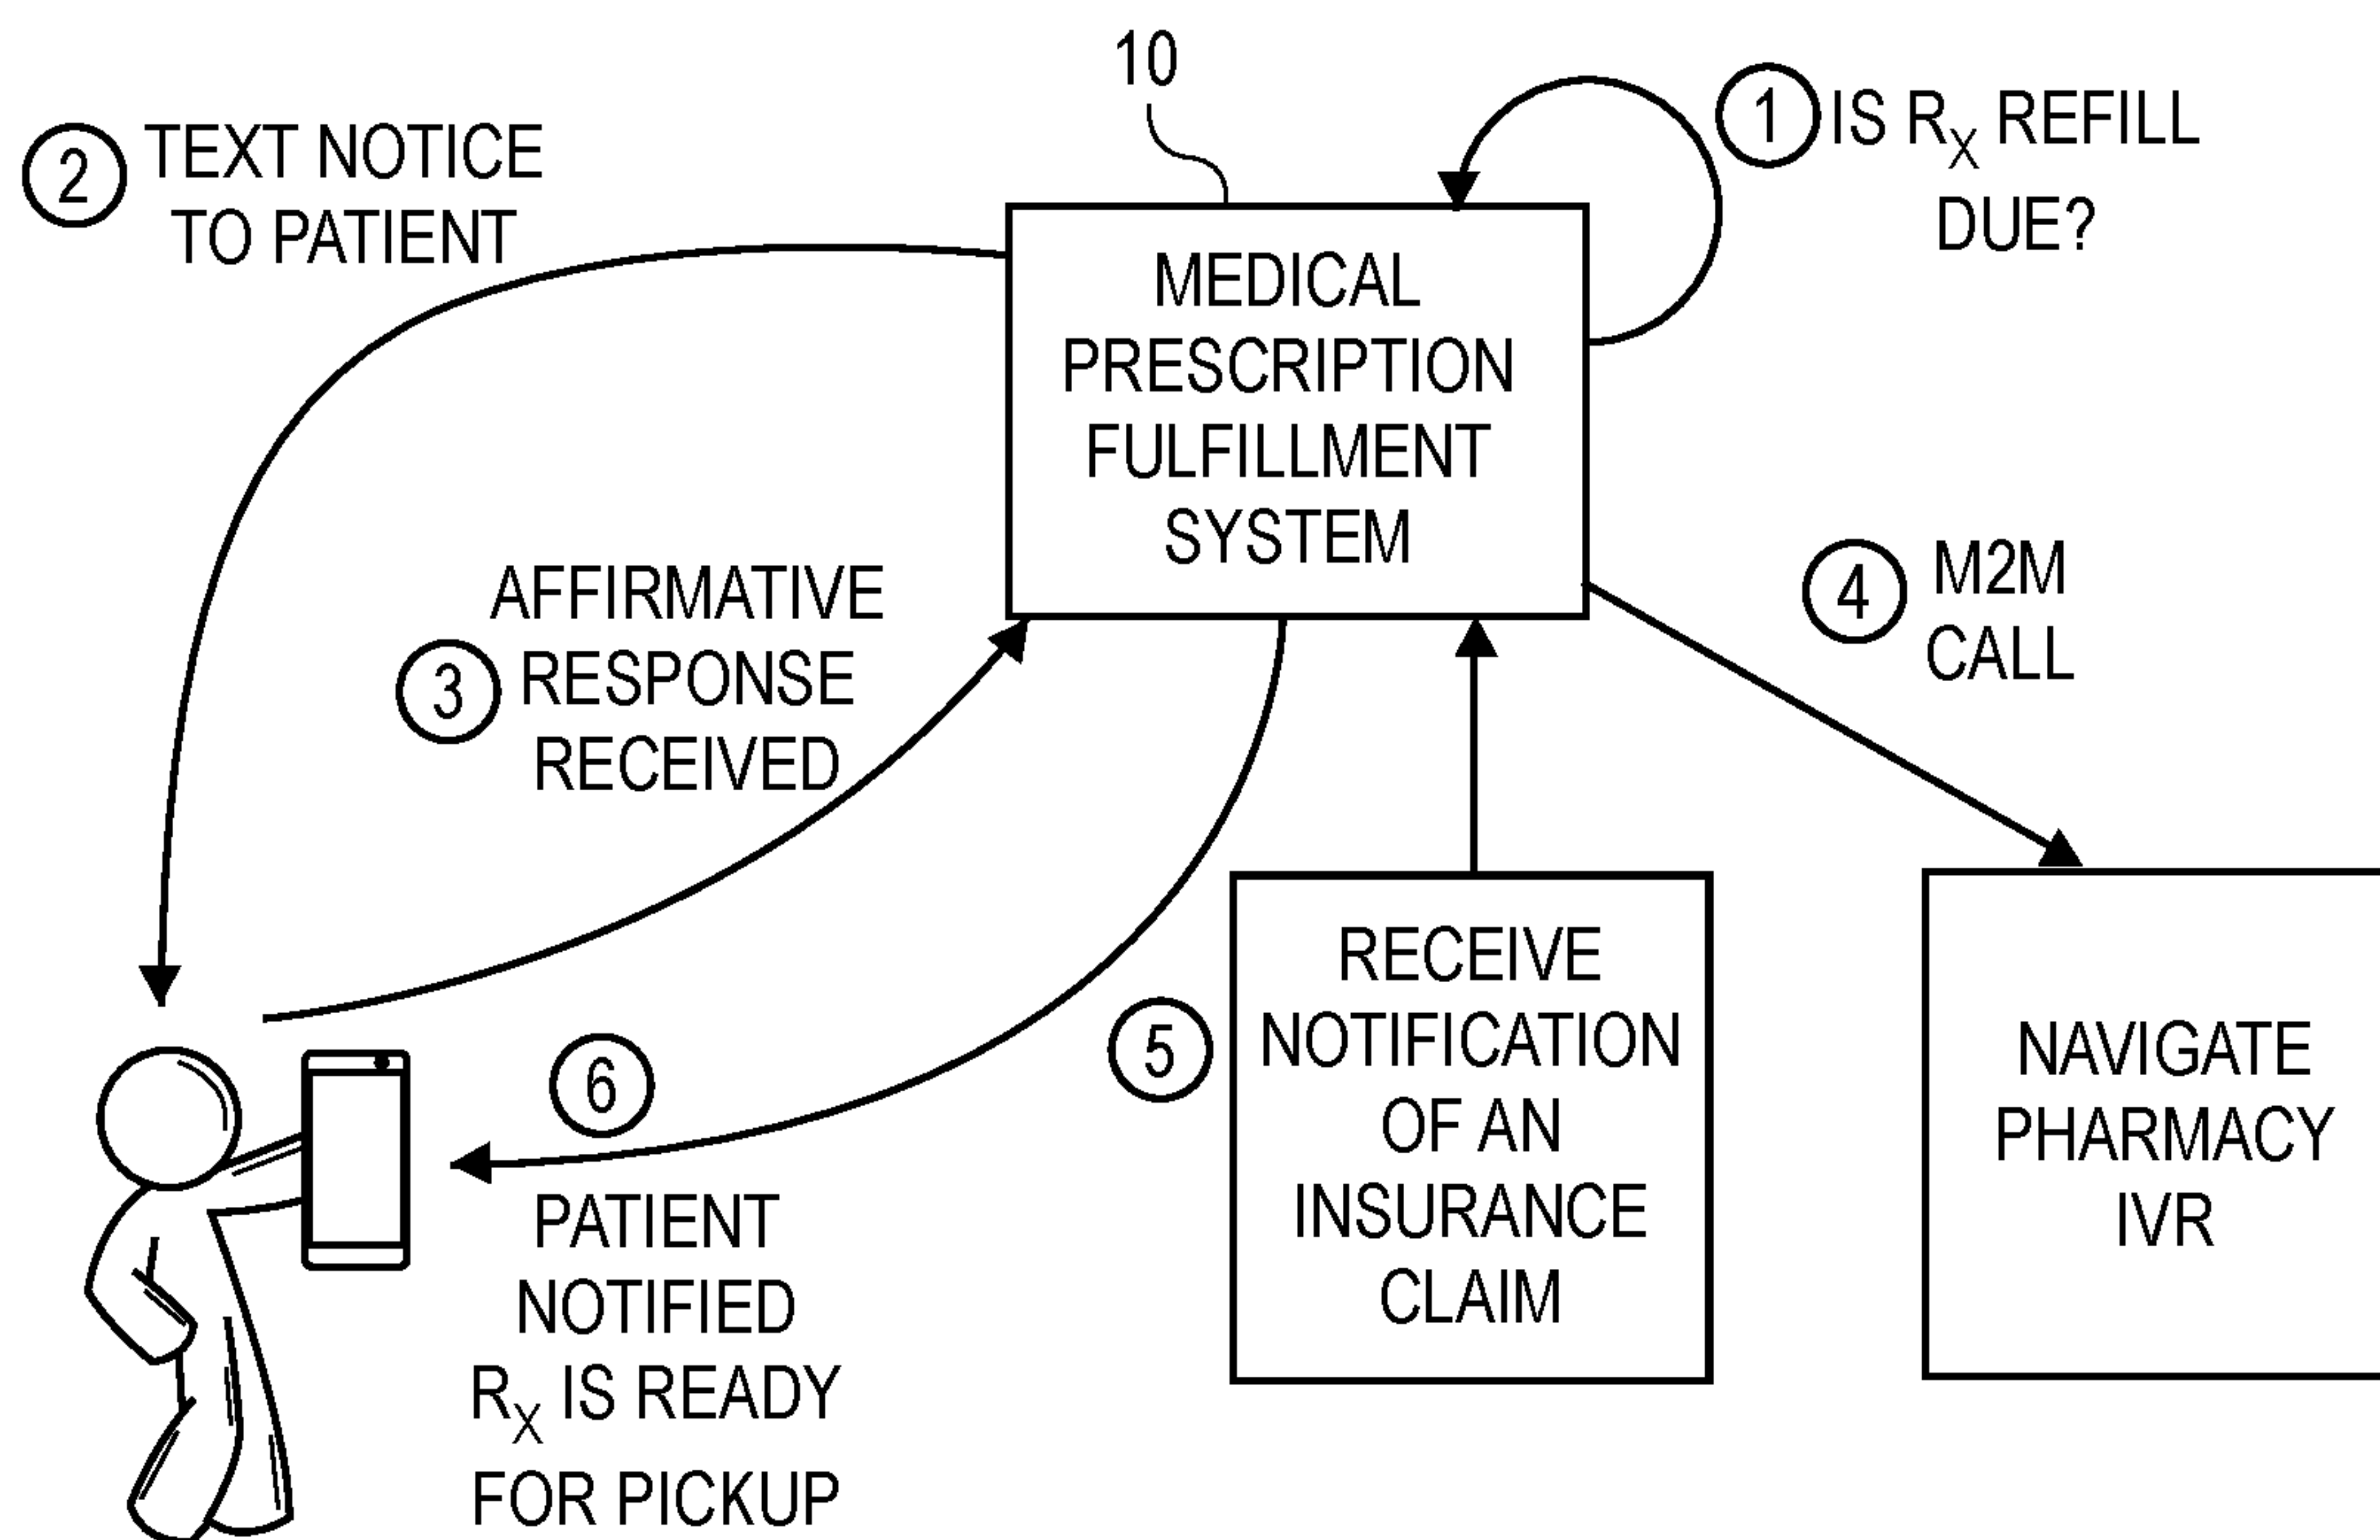 10
1 IS RX REFILL
DUE?
2 TEXT NOTICE
TO PATIENT
MEDICAL
PRESCRIPTION
FULFILLMENT
SYSTEM
AFFIRMATIVE
3 RESPONSE
RECEIVED
4 M2M
CALL
5
RECEIVE
NOTIFICATION
OF AN
INSURANCE
CLAIM
NAVIGATE
PHARMACY
IVR
6
PATIENT
NOTIFIED
RX IS READY
FOR PICKUP